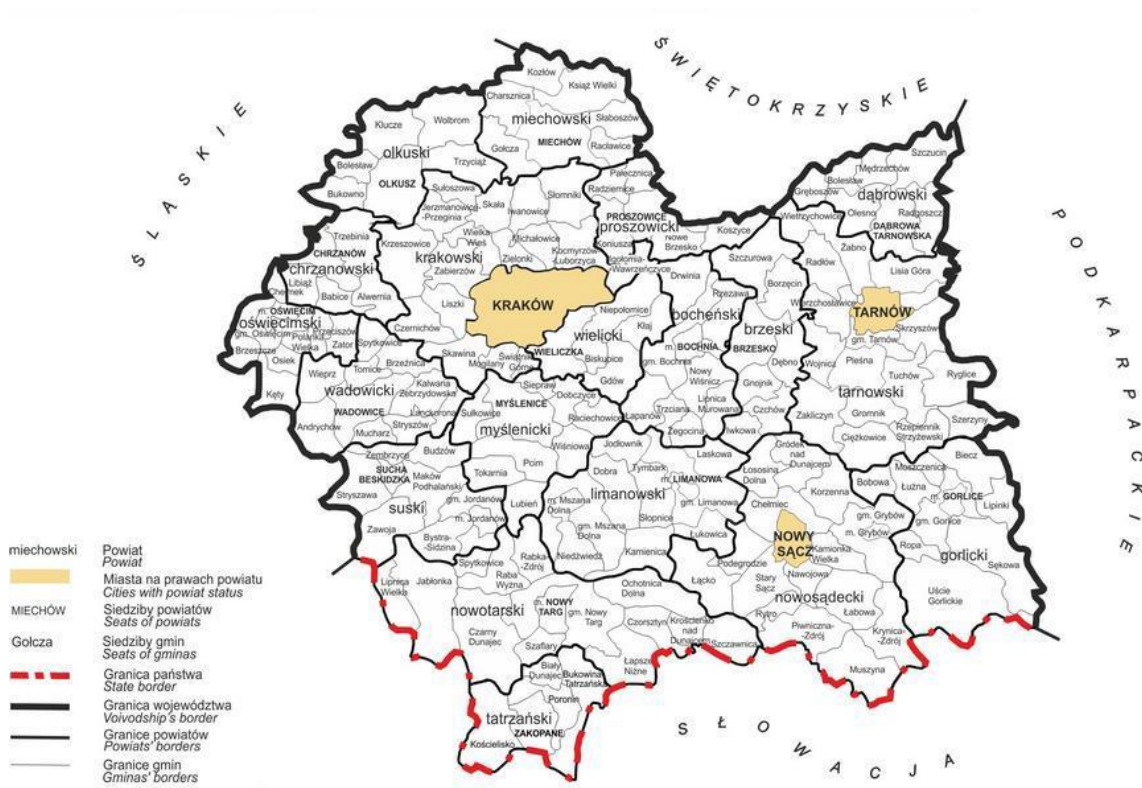 ŚWIĘTOKRZYSKIE
ŚLASKIE
PODKARPACKIE
SŁOWACJA
Kozłów
Książ Wielki
Charsznica
miechowski
Słaboszów
MIECHÓW
Gołcza
Racławice
Klucze
Wolbrom
olkuski
Trzyciąż
Bolesław
OLKUSZ
Bukowno
Sułoszowa
Jerzmanowice
-Przeginia
Skała
Słomniki
Iwanowice
Krzeszowice
Wielka
Wieś
Michałowice
krakowski
Zielonki
Kocmyrzów
-Luborzyca
Zabierzów
Igołomia
-Wawrzeńczyce
Liszki
KRAKÓW
Czernichów
Skawina
Mogilany
Świątniki
Górne
Pałecznica
Radziemice
PROSZOWICE
proszowicki
Koniusza
Nowe
Brzesko
Koszyce
Szczucin
Mędrzechów
Bolesław
Gręboszów
dąbrowski
Olesno
Radgoszcz
DĄBROWA
TARNOWSKA
Trzebinia
CHRZANÓW
chrzanowski
Libiąż
Chełmek
Babice
Alwernia
m. OŚWIĘCIM
oświęcimski
gm. Oświęcim
Przeciszów
Polanka
Wielka
Zator
Brzeszcze
Osiek
Kęty
Spytkowice
Brzeźnica
Tomice
Wieprz
wadowicki
Kalwaria
Zebrzydowska
WADOWICE
Lanckorona
Stryszów
Andrychów
Mucharz
Niepołomice
wielicki
Kłaj
WIELICZKA
Biskupice
Gdów
Drwinia
Rzezawa
bocheński
m. BOCHNIA
gm. Bochnia
Nowy
Wiśnicz
Lipnica
Murowana
Trzciana
Łapanów
Żegocina
Szczurowa
Borzęcin
brzeski
BRZESKO
Dębno
Gnojnik
Czchów
Iwkowa
Wietrzychowice
Żabno
Radłów
Lisia Góra
Wierzchosławice
TARNÓW
Skrzyszów
gm. Tarnów
Wojnicz
Pleśna
Tuchów
Ryglice
tarnowski
Zakliczyn
Gromnik
Szerzyny
Rzepiennik
Strzyżewski
Ciężkowice
Siepraw
Dobczyce
MYŚLENICE
Sułkowice
Raciechowice
myślenicki
Wiśniowa
Pcim
Tokarnia
Lubień
Zembrzyce
Budzów
SUCHA
BESKIDZKA
Maków
Podhalański
Stryszawa
gm. Jordanów
suski
m. Jordanów
Zawoja
Bystra
-Sidzina
Jodłownik
Laskowa
Dobra
Tymbark
m. LIMANOWA
limanowski
m. Mszana
Dolna
gm. Limanowa
Słopnice
gm. Mszana
Dolna
Łukowica
Niedźwiedź
Kamienica
Gródek
nad
Dunajcem
Łososina
Dolna
Korzenna
Chełmiec
gm. Grybów
m. Grybów
NOWY
SĄCZ
Kamionka
Wielka
Podegrodzie
Nawojowa
Łącko
Stary
Sącz
nowosądecki
Rytro
Łabowa
Piwniczna-
Zdrój
Krynica-
Zdrój
Muszyna
Biecz
Moszczenica
Bobowa
Łużna
m. GORLICE
Lipinki
gm. Gorlice
Ropa
gorlicki
Sękowa
Uście
Gorlickie
Spytkowice
Rabka-
Zdrój
Lipnica
Wielka
Jabłonka
Raba
Wyżna
Ochotnica
Dolna
nowotarski
m. NOWY
TARG
gm. Nowy
Targ
Czorsztyn
Krościenko
nad
Dunajcem
Szczawnica
Czarny
Dunajec
Szaflary
Łapsze
Niżne
Biały
Dunajec
Bukowina
Tatrzańska
Poronin
tatrzański
ZAKOPANE
Kościelisko
miechowski
Powiat
Powiat
Miasta na prawach powiatu
Cities with powiat status
MIECHÓW
Siedziby powiatów
Seats of powiats
Gołcza
Siedziby gmin
Seats of gminas
Granica państwa
State border
Granica województwa
Voivodship's border
Granice powiatów
Powiats' borders
Granice gmin
Gminas' borders